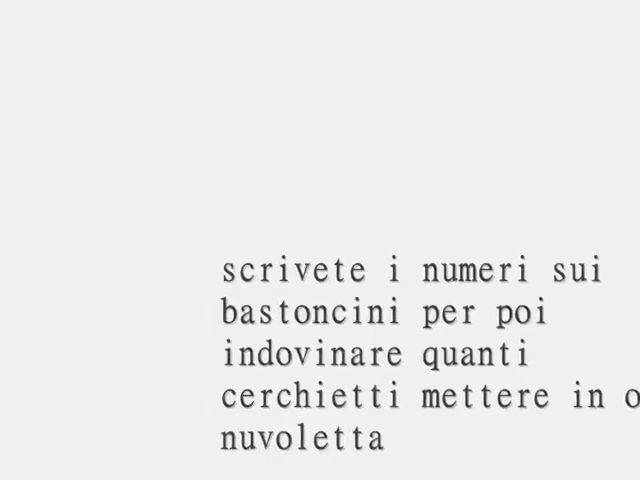 scrivete i numeri sui
bastoncini per poi
indovinare quanti
cerchietti mettere in
nuvoletta